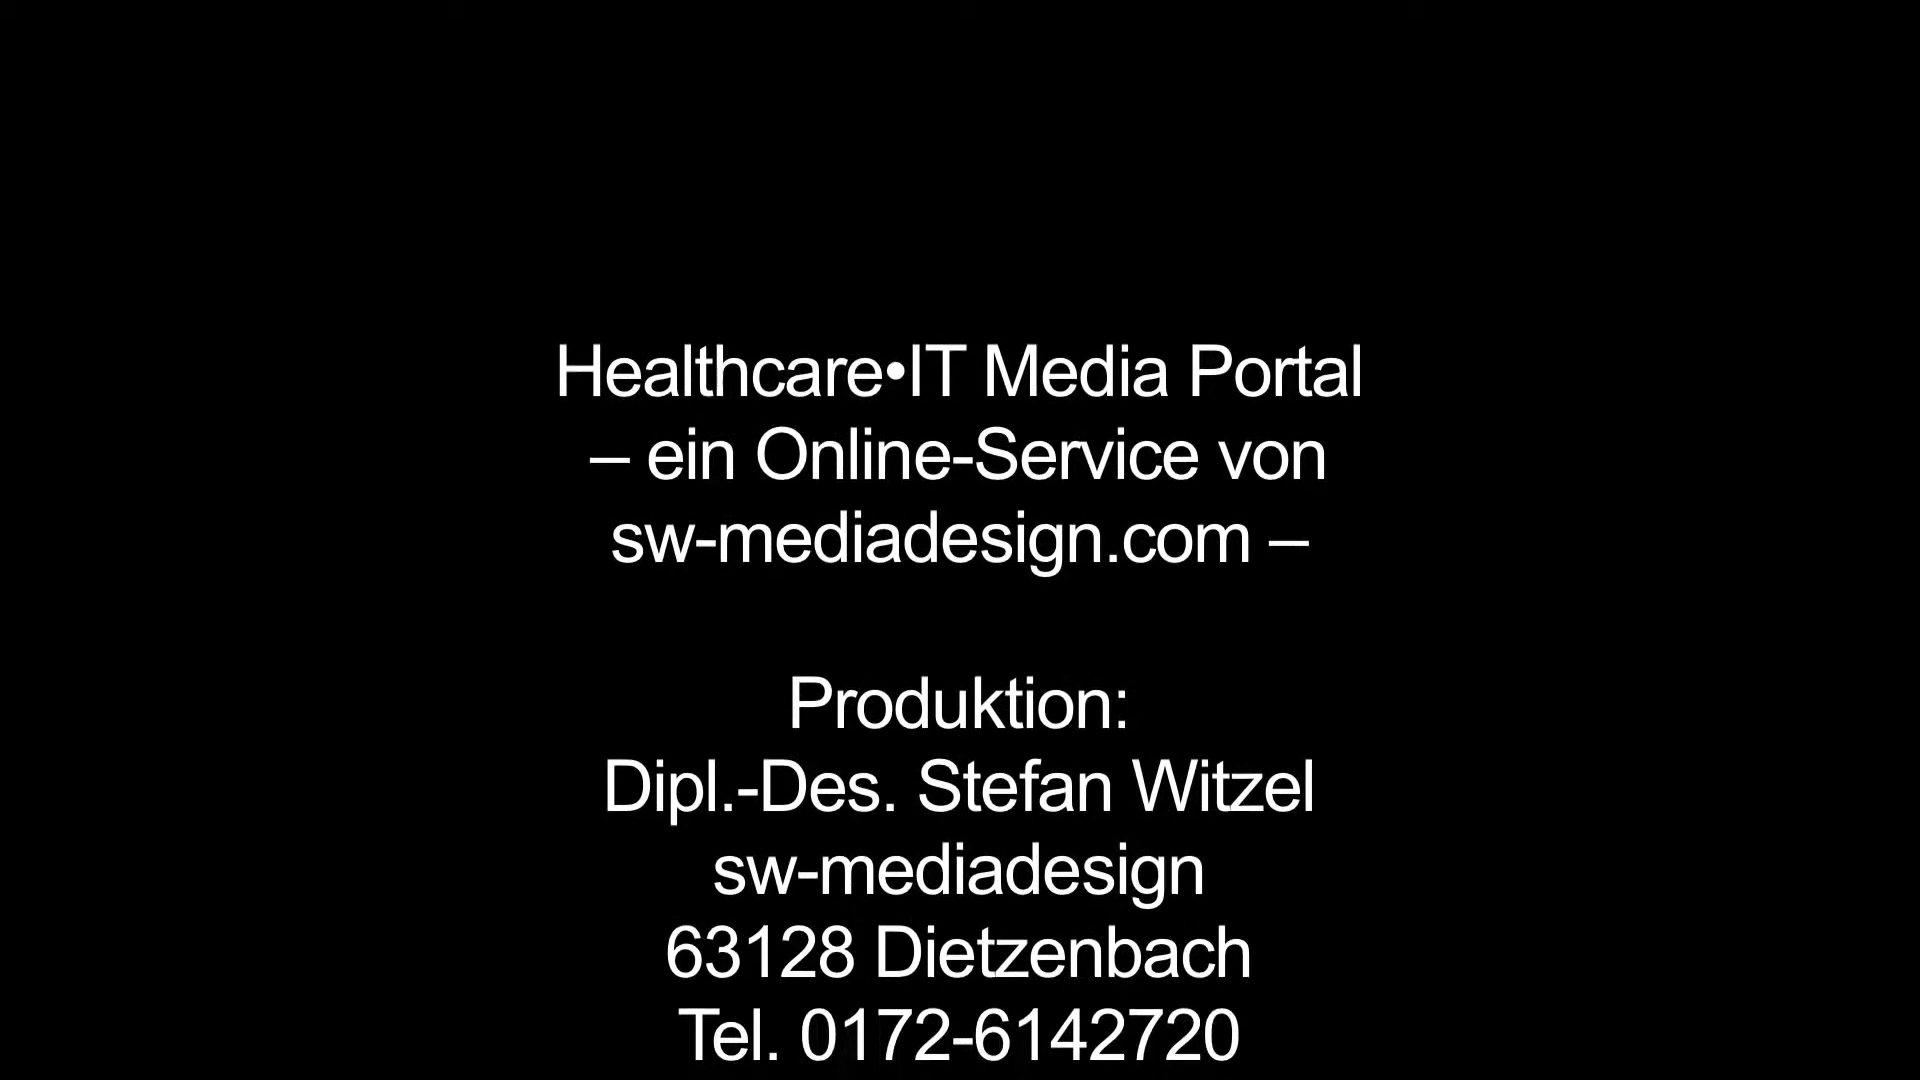 Healthcare•IT Media Portal
– ein Online-Service von
sw-mediadesign.com –
Produktion:
Dipl.-Des. Stefan Witzel
sw-mediadesign
63128 Dietzenbach
Tel. 0172-6142720